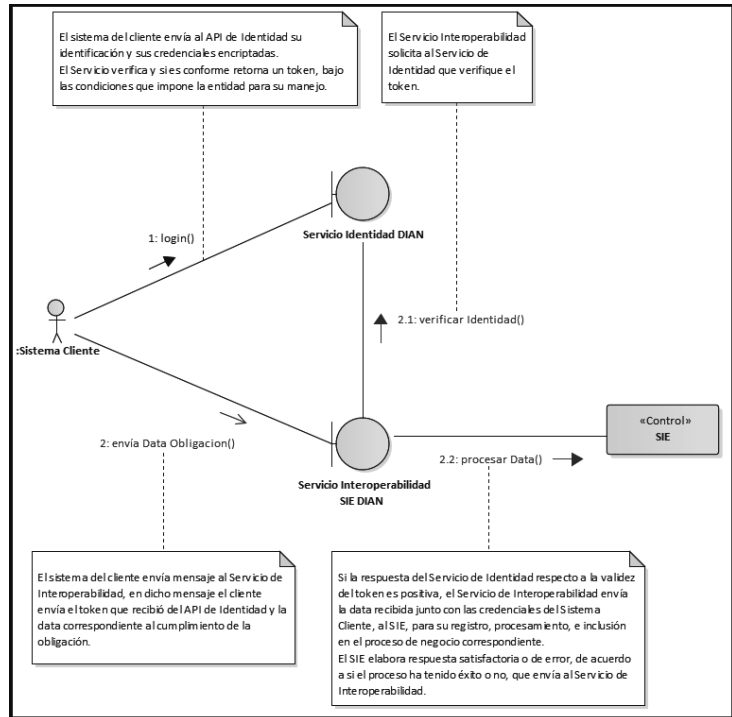 El sistema del cliente envía al API de Identidad su
identificación y sus credenciales encriptadas.
El Servicio verifica y si es conforme retorna un token, bajo
las condiciones que impone la entidad para su manejo.
El Servicio Interoperabilidad
solicita al Servicio de
Identidad que verifique el
token.
Servicio Identidad DIAN
1: login()
2.1: verificar Identidad()
:Sistema Cliente
«Control»
SIE
2: envía Data Obligacion()
2.2: procesar Data()
Servicio Interoperabilidad
SIE DIAN
El sistema del cliente envía mensaje al Servicio de
Interoperabilidad, en dicho mensaje el cliente
envía el token que recibió del API de Identidad y la
data correspondiente al cumplimiento de la
obligación.
Si la respuesta del Servicio de Identidad respecto a la validez
del token es positiva, el Servicio de Interoperabilidad envía
la data recibida junto con las credenciales del Sistema
Cliente, al SIE, para su registro, procesamiento, e inclusión
en el proceso de negocio correspondiente.
El SIE elabora respuesta satisfactoria o de error, de acuerdo
a si el proceso ha tenido éxito o no, que envía al Servicio de
Interoperabilidad.